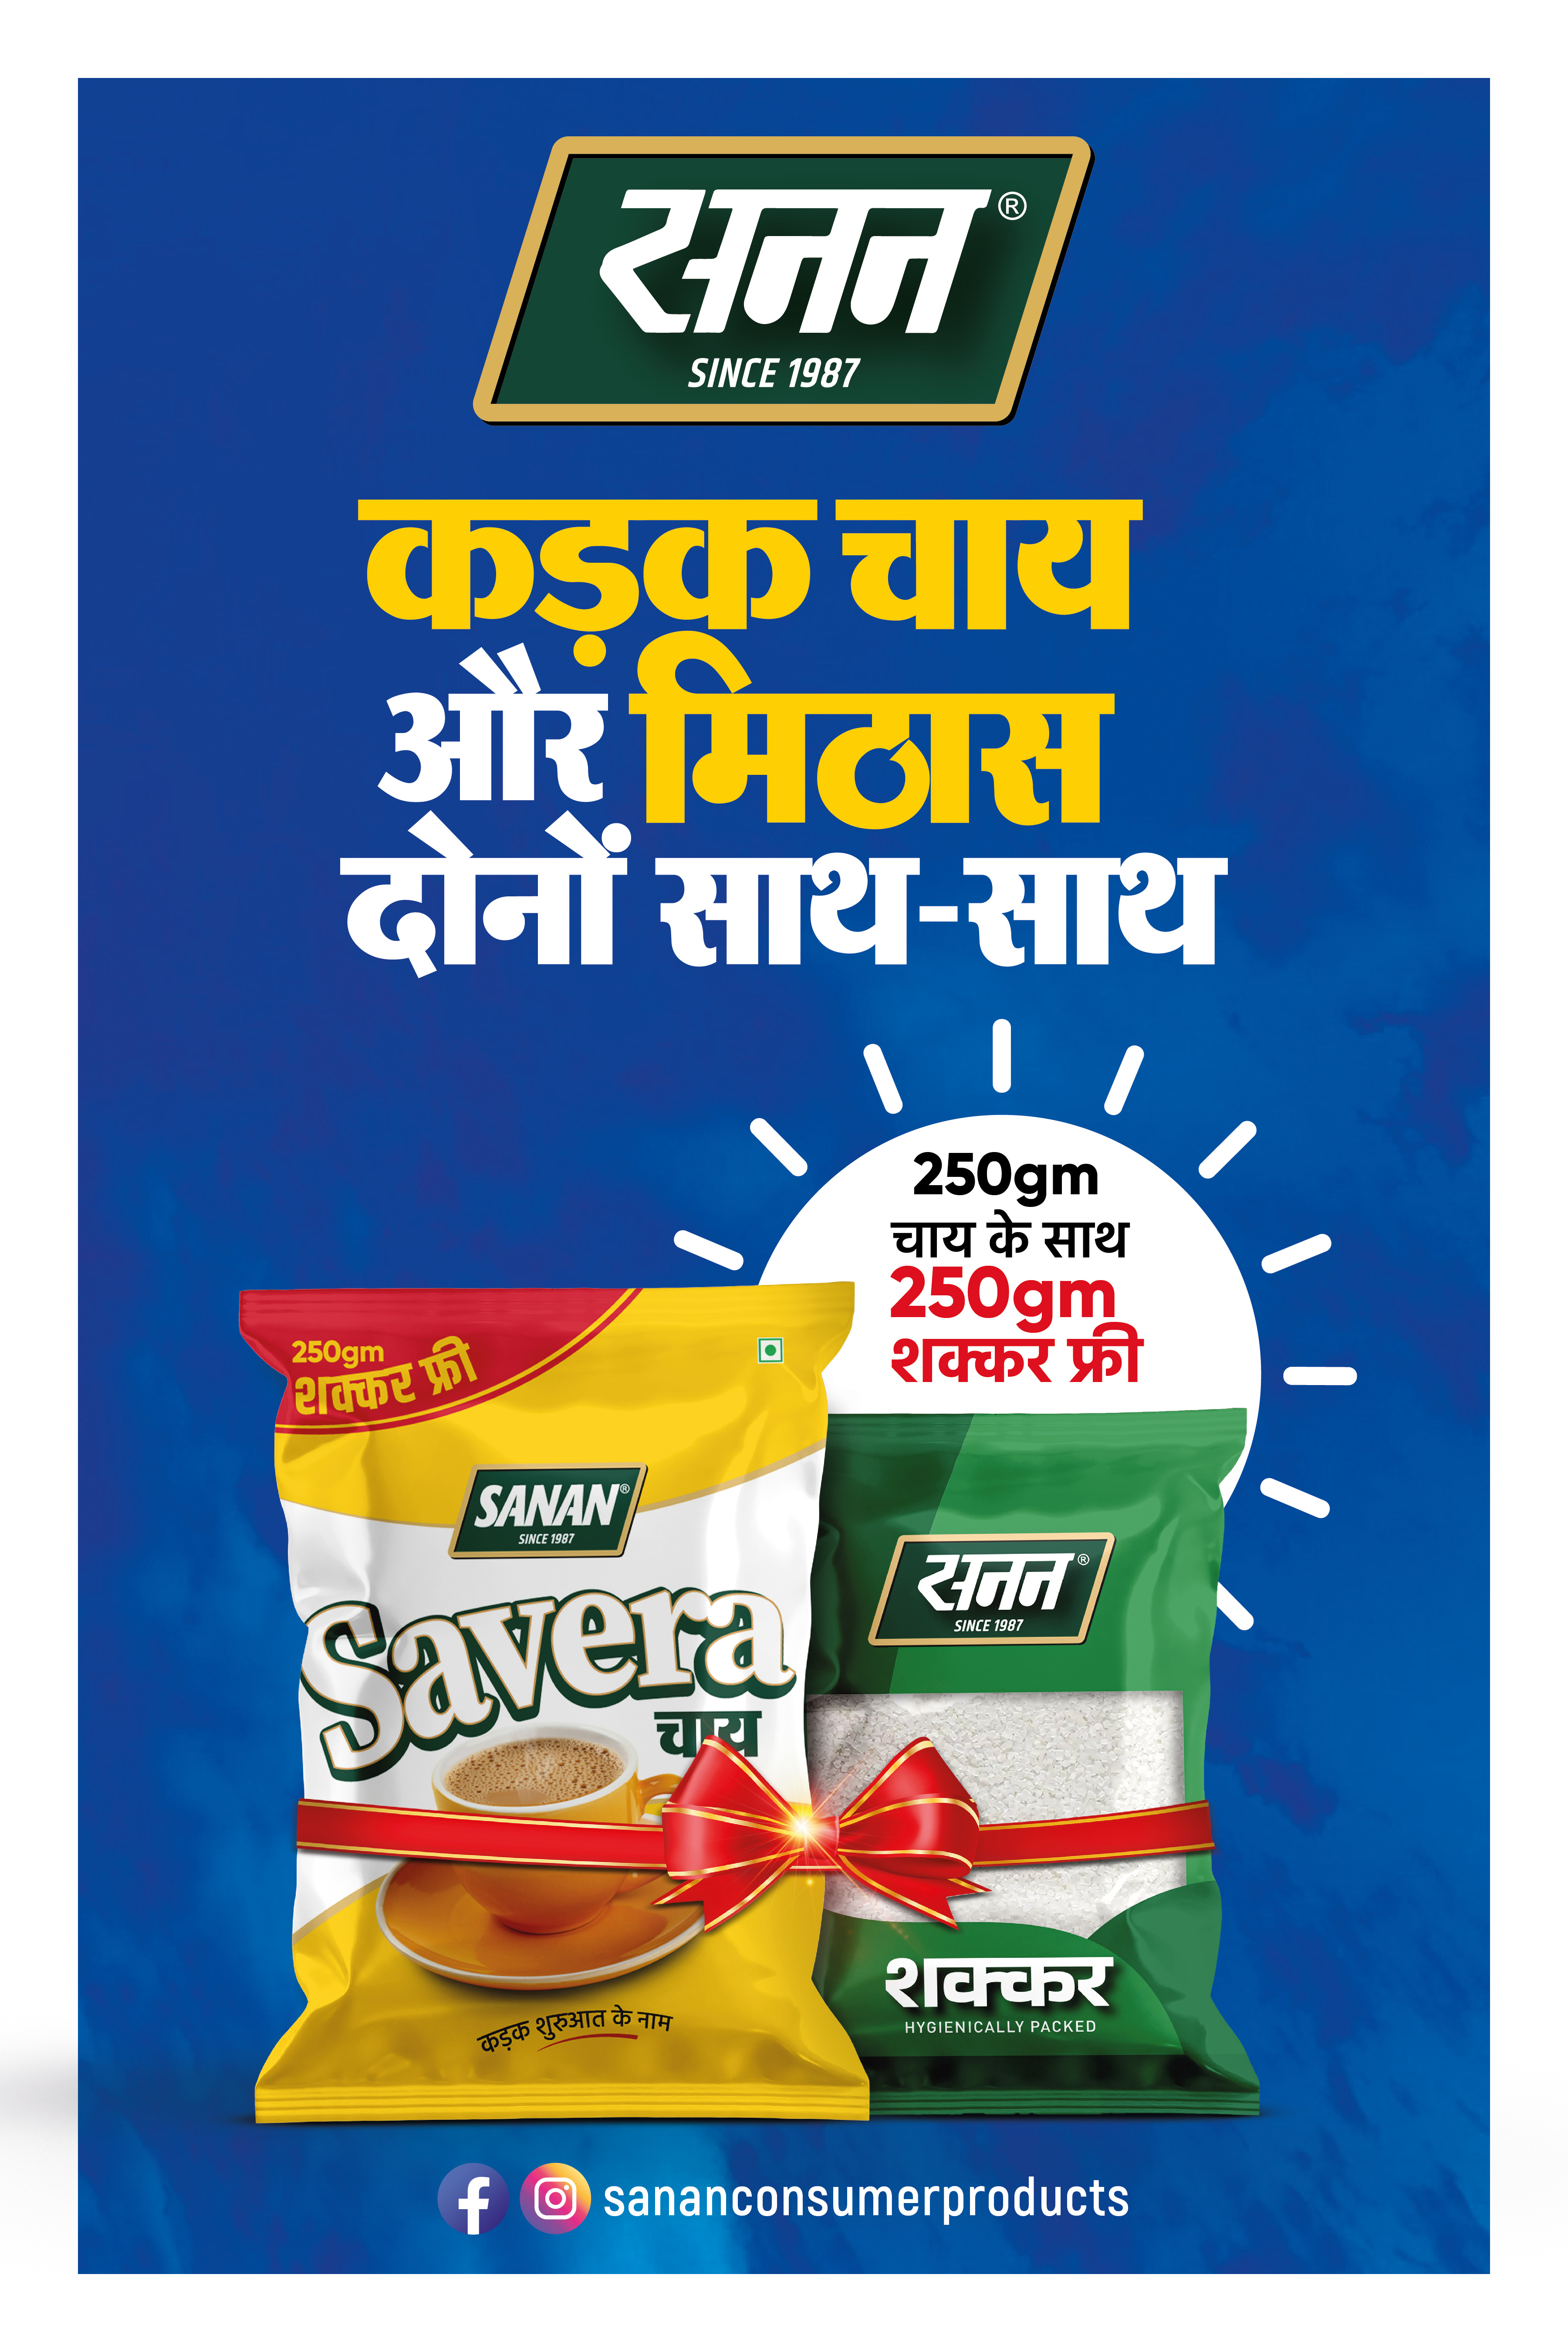 सनन®
SINCE 1987
कड़क चाय
और मिठास
दोनों साथ-साथ
250gm
चाय के साथ
250gm
शक्कर फ्री
250gm
शक्कर फ्री
SANAN®
SINCE 1987
Savera
चाय
कड़क शुरुआत के नाम
सनन®
SINCE 1987
शक्कर
HYGIENICALLY PACKED
sananconsumerproducts